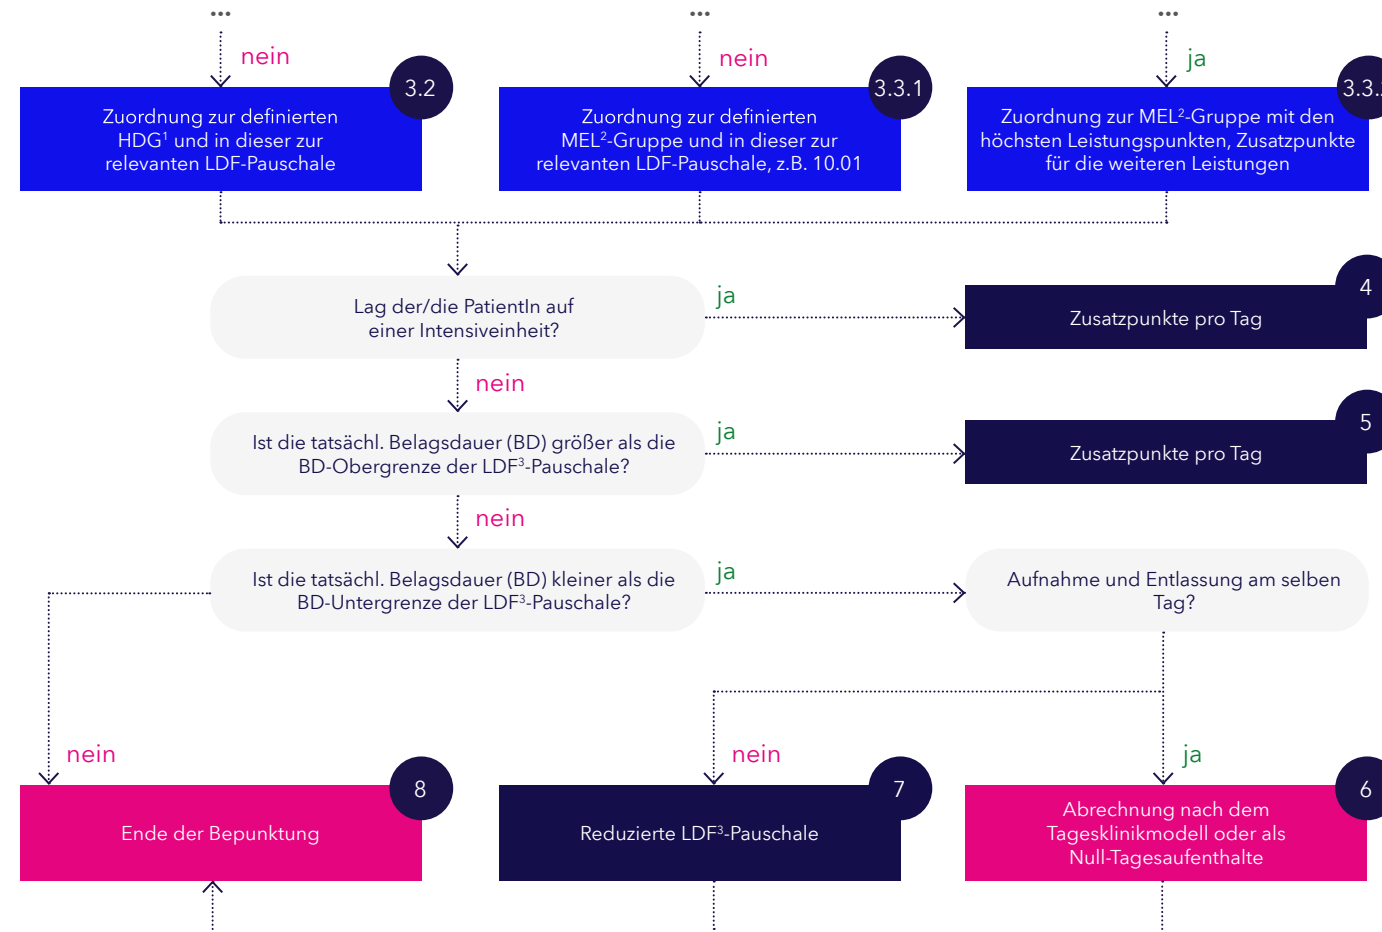 ...
...
...
nein
nein
ja
3.2
3.3.1
Zuordnung zur definierten
HDG¹ und in dieser zur
relevanten LDF-Pauschale
Zuordnung zur definierten
MEL²-Gruppe und in dieser zur
relevanten LDF-Pauschale, z.B. 10.01
Zuordnung zur MEL²-Gruppe mit den
höchsten Leistungspunkten, Zusatzpunkte
für die weiteren Leistungen
Lag der/die PatientIn auf
einer Intensiveinheit?
ja
4
Zusatzpunkte pro Tag
nein
Ist die tatsächl. Belagsdauer (BD) größer als die
BD-Obergrenze der LDF³-Pauschale?
ja
5
Zusatzpunkte pro Tag
nein
Ist die tatsächl. Belagsdauer (BD) kleiner als die
BD-Untergrenze der LDF³-Pauschale?
ja
Aufnahme und Entlassung am selben
Tag?
nein
nein
ja
8
Ende der Bepunktung
7
Reduzierte LDF³-Pauschale
6
Abrechnung nach dem
Tagesklinikmodell oder als
Null-Tagesaufenthalte